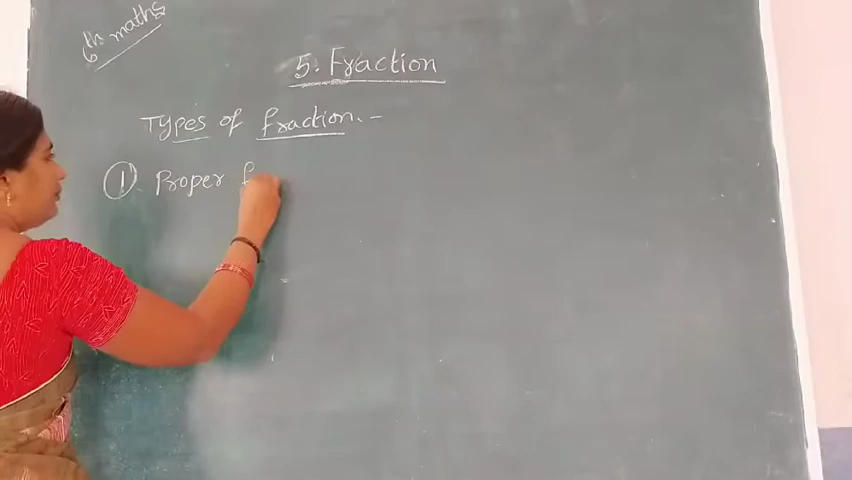 6th maths
5. Fraction
Types of fraction. -
1 Proper f